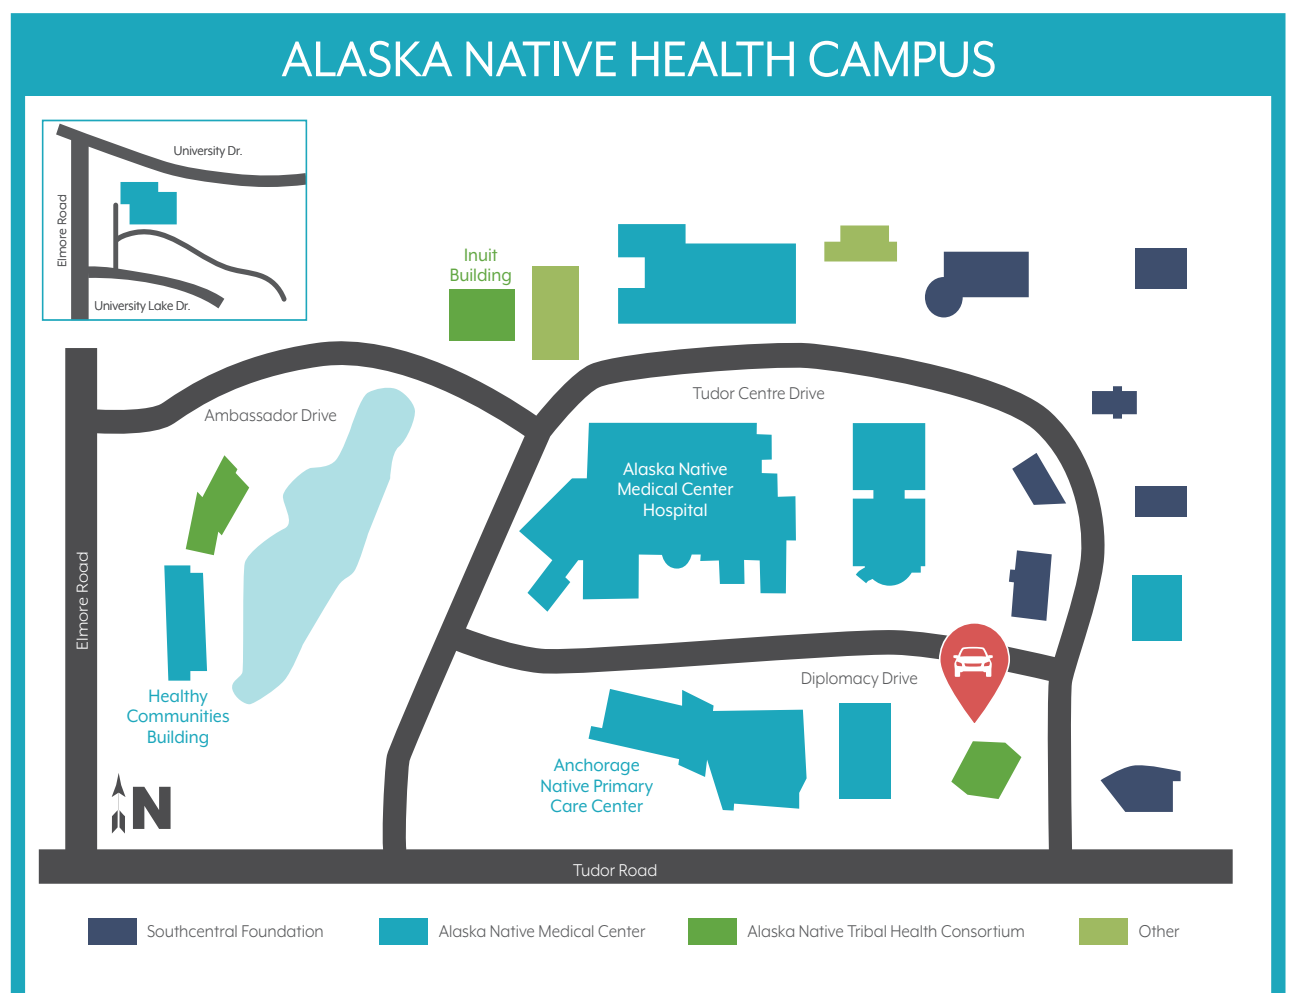 ALASKA NATIVE HEALTH CAMPUS
University Dr.
Elmore Road
University Lake Dr.
Inuit
Building
Tudor Centre Drive
Ambassador Drive
Alaska Native
Medical Center
Hospital
Elmore Road
Diplomacy Drive
Healthy
Communities
Building
Anchorage
Native Primary
Care Center
N
Tudor Road
Southcentral Foundation
Alaska Native Medical Center
Alaska Native Tribal Health Consortium
Other